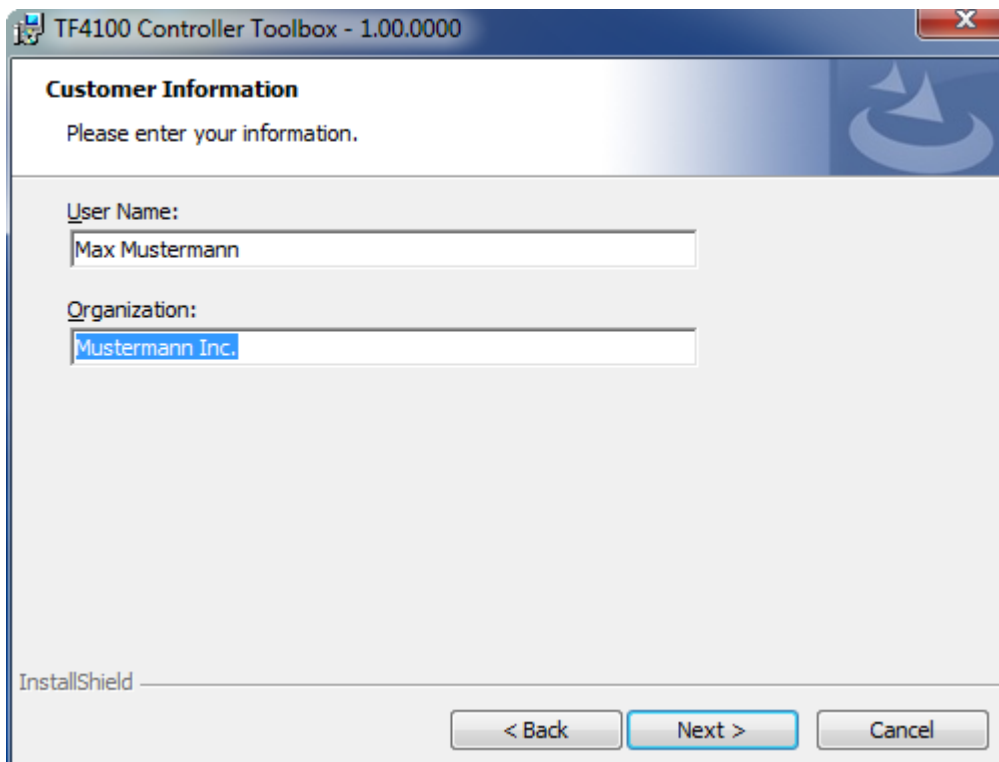 TF4100 Controller Toolbox - 1.00.0000
Customer Information
Please enter your information.
User Name:
Max Mustermann
Organization:
Mustermann Inc.
InstallShield
< Back Next > Cancel